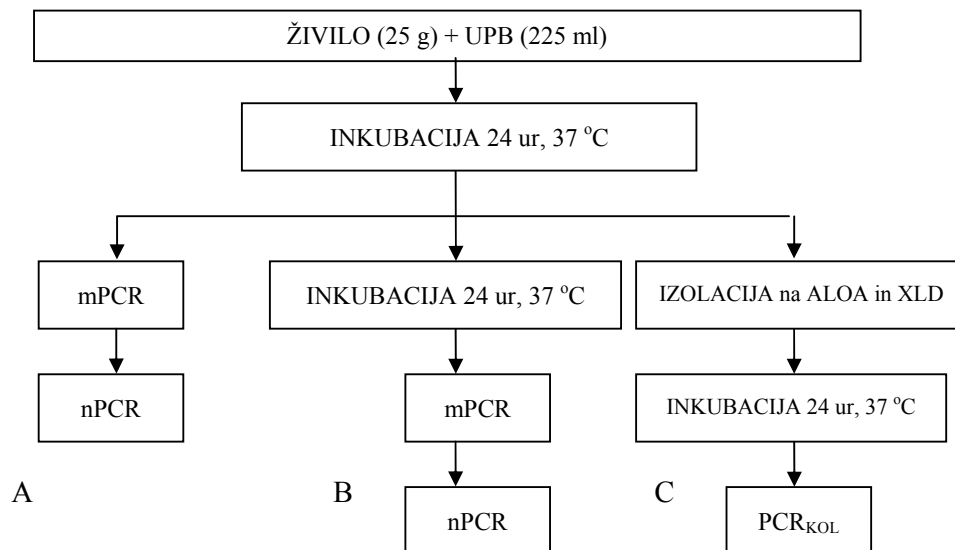 ŽIVILO (25 g) + UPB (225 ml)
INKUBACIJA 24 ur, 37 °C
mPCR
INKUBACIJA 24 ur, 37 °C
IZOLACIJA na ALOA in XLD
nPCR
mPCR
INKUBACIJA 24 ur, 37 °C
A
B
nPCR
C
PCR_KOL